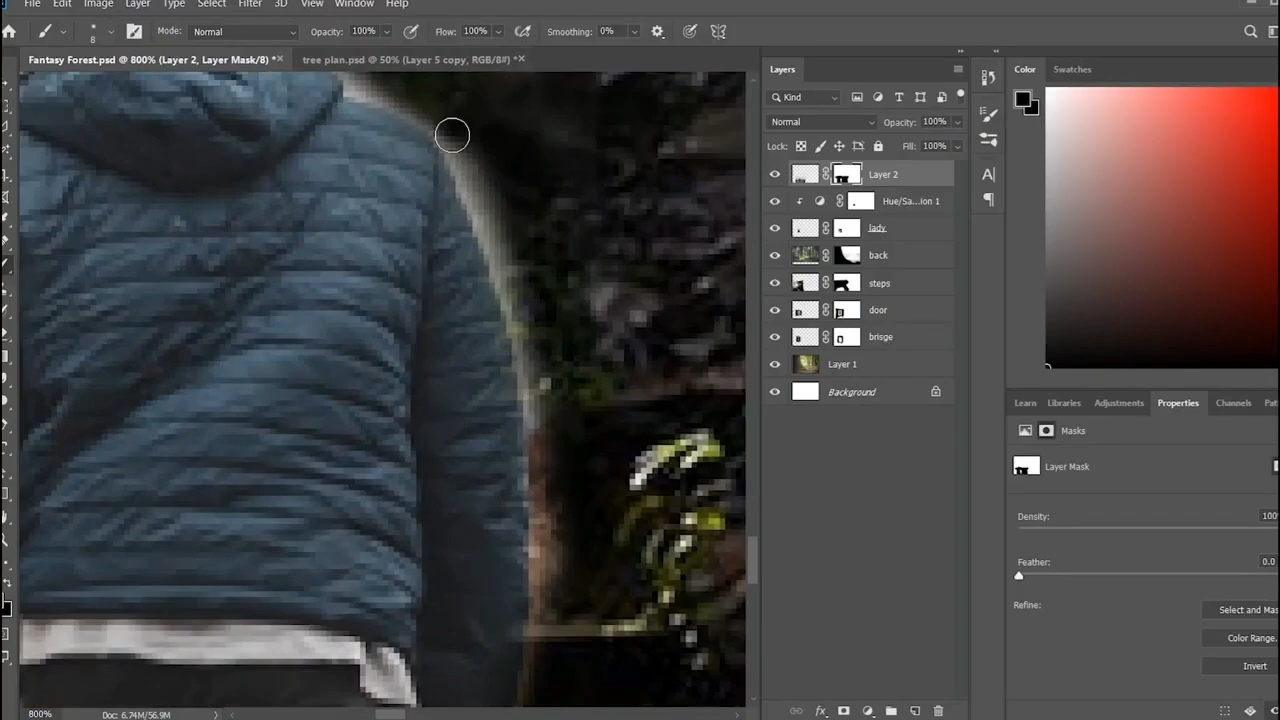 File Edit Image Layer Type Select Filter 3D View Window Help
8 Mode: Normal Opacity: 100% Flow: 100% Smoothing: 0%
Fantasy Forest.psd @ 800% (Layer 2, Layer Mask/8) * × tree plan.psd @ 50% (Layer 5 copy, RGB/8#) * ×
Layers
Kind
Normal Opacity: 100%
Lock: Fill: 100%
Layer 2
Hue/Sa...ion 1
lady
back
steps
door
brisge
Layer 1
Background
Color Swatches
Learn Libraries Adjustments Properties Channels Pat
Masks
Layer Mask
Density: 100
Feather: 0.0
Refine:
Select and Mas
Color Range.
Invert
800% Doc: 6.74M/56.9M